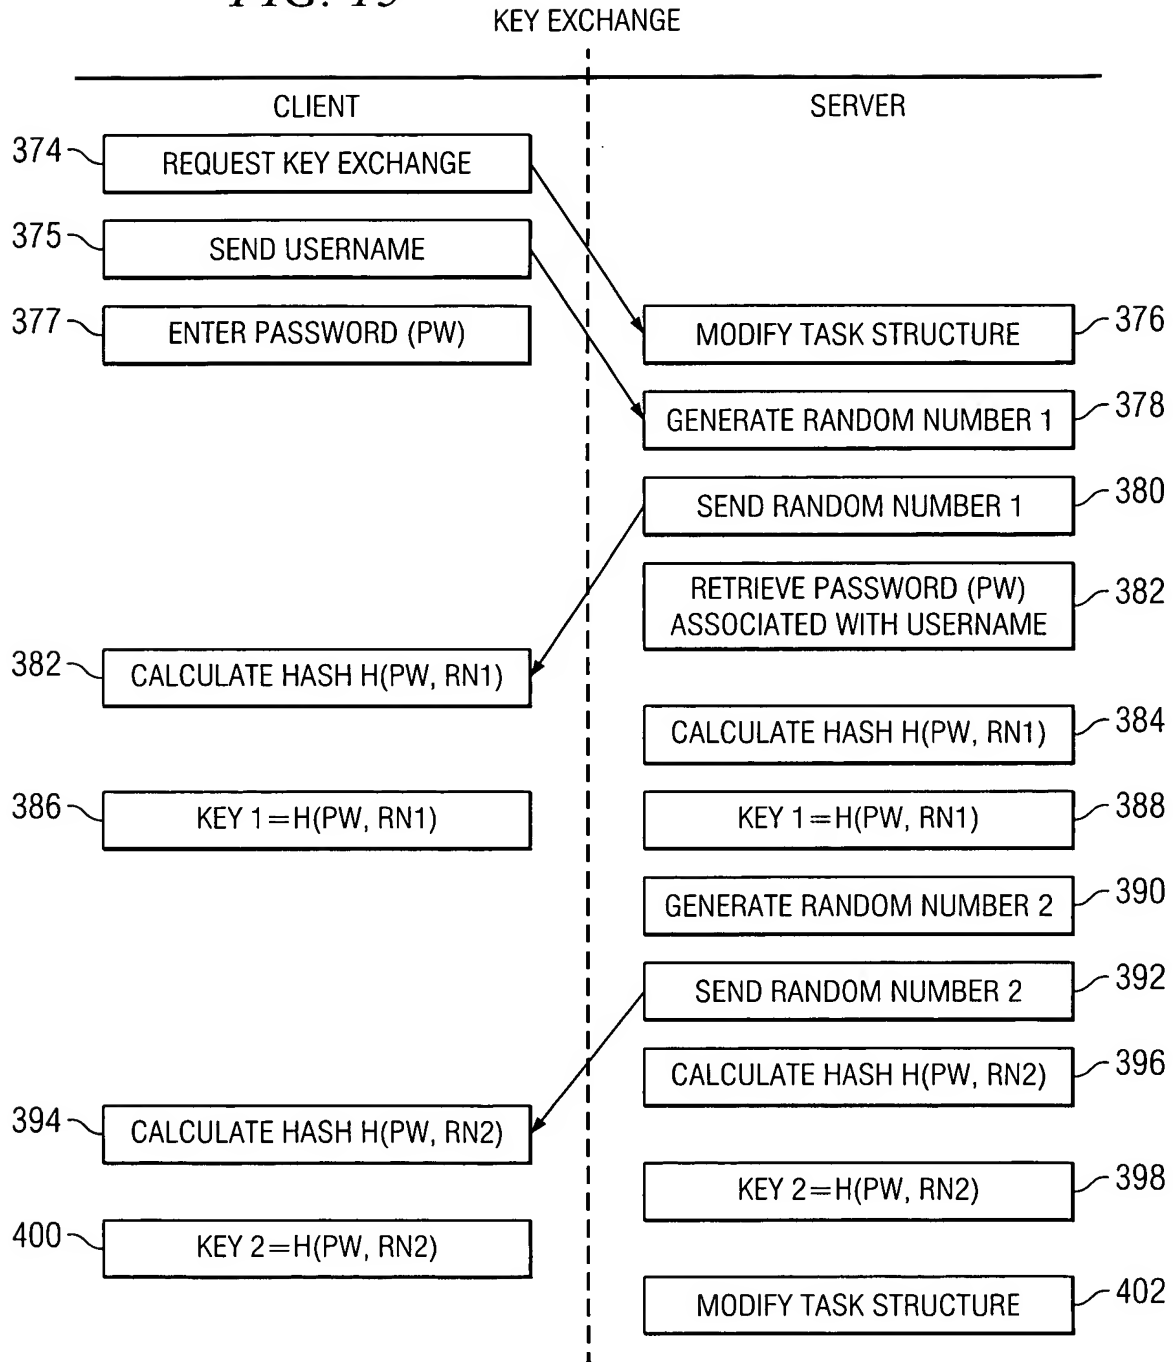 FIG. 15
KEY EXCHANGE
CLIENT
SERVER
374
REQUEST KEY EXCHANGE
375
SEND USERNAME
377
ENTER PASSWORD (PW)
MODIFY TASK STRUCTURE
376
GENERATE RANDOM NUMBER 1
378
SEND RANDOM NUMBER 1
380
RETRIEVE PASSWORD (PW)
ASSOCIATED WITH USERNAME
382
382
CALCULATE HASH H(PW, RN1)
CALCULATE HASH H(PW, RN1)
384
386
KEY 1=H(PW, RN1)
KEY 1=H(PW, RN1)
388
GENERATE RANDOM NUMBER 2
390
SEND RANDOM NUMBER 2
392
CALCULATE HASH H(PW, RN2)
396
394
CALCULATE HASH H(PW, RN2)
KEY 2=H(PW, RN2)
398
400
KEY 2=H(PW, RN2)
MODIFY TASK STRUCTURE
402